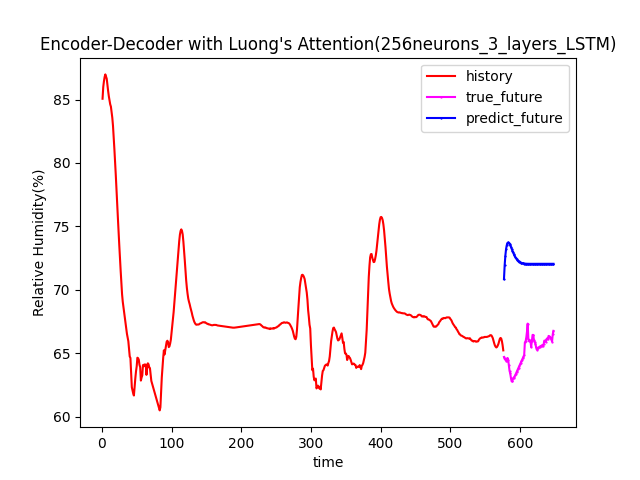 Encoder-Decoder with Luong's Attention(256neurons_3_layers_LSTM)
history
true_future
predict_future
Relative Humidity(%)
85
80
75
70
65
60
0
100
200
300
400
500
600
time